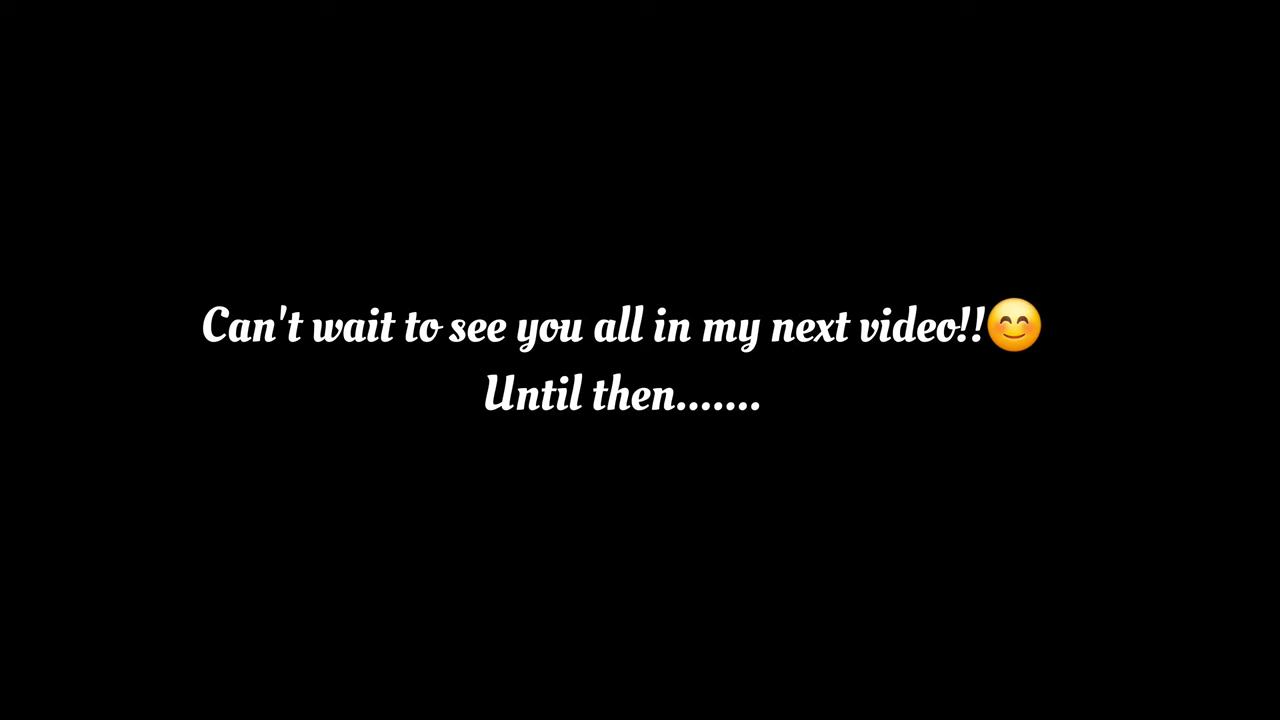 Can't wait to see you all in my next video!!😊
Until then.......